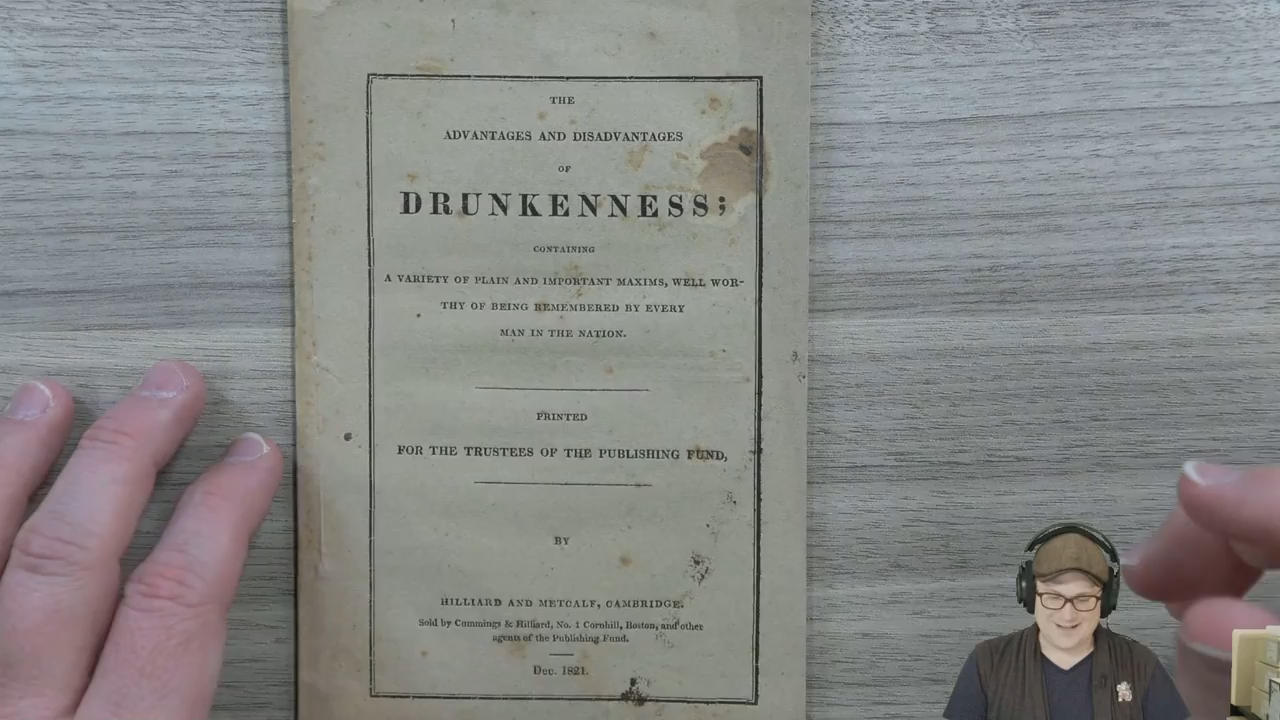 THE
ADVANTAGES AND DISADVANTAGES
OF
DRUNKENNESS;
CONTAINING
A VARIETY OF PLAIN AND IMPORTANT MAXIMS, WELL WOR-
THY OF BEING REMEMBERED BY EVERY
MAN IN THE NATION.
PRINTED
FOR THE TRUSTEES OF THE PUBLISHING FUND,
BY
HILLIARD AND METCALF, CAMBRIDGE.
Sold by Cummings & Hilliard, No. 1 Cornhill, Boston, and other
agents of the Publishing Fund.
Dec. 1821.